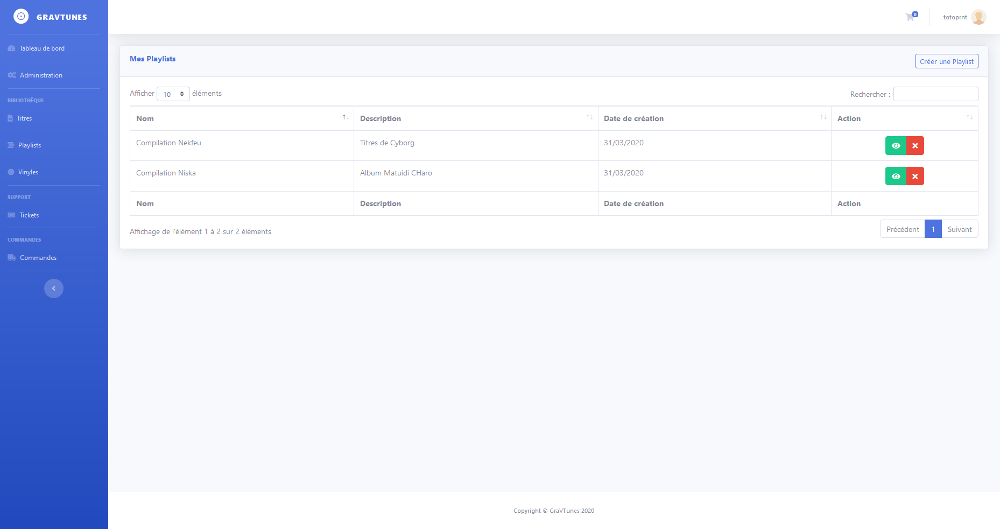 GRAVTUNES
0
totoprnt
Tableau de bord
Administration
BIBLIOTHÈQUE
Titres
Playlists
Vinyles
SUPPORT
Tickets
COMMANDES
Commandes
Mes Playlists
Créer une Playlist
Afficher 10 éléments
Rechercher :
Nom Description Date de création Action
Compilation Nekfeu Titres de Cyborg 31/03/2020
Compilation Niska Album Matuidi CHaro 31/03/2020
Nom Description Date de création Action
Affichage de l'élément 1 à 2 sur 2 éléments
Précédent 1 Suivant
Copyright © GraVTunes 2020